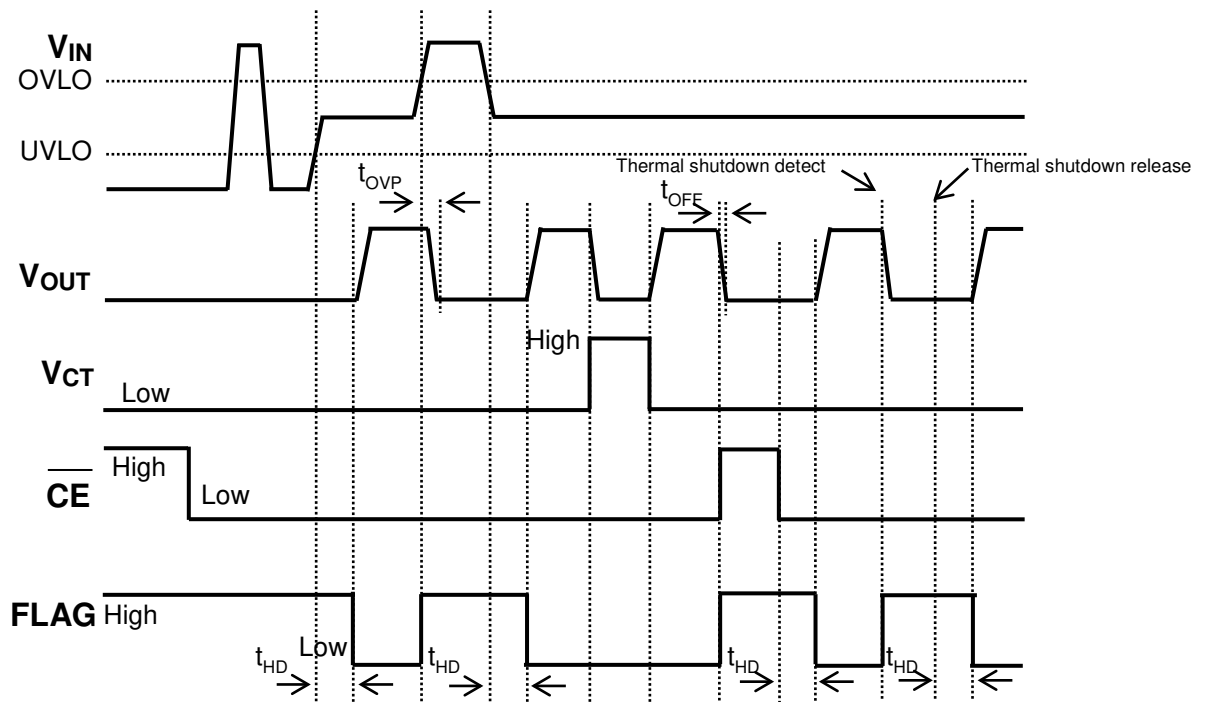 VIN
OVLO
UVLO
Thermal shutdown detect
Thermal shutdown release
tOVP
tOFF
VOUT
High
VCT
Low
High
CE
Low
FLAG High
Low
tHD
tHD
tHD
tHD